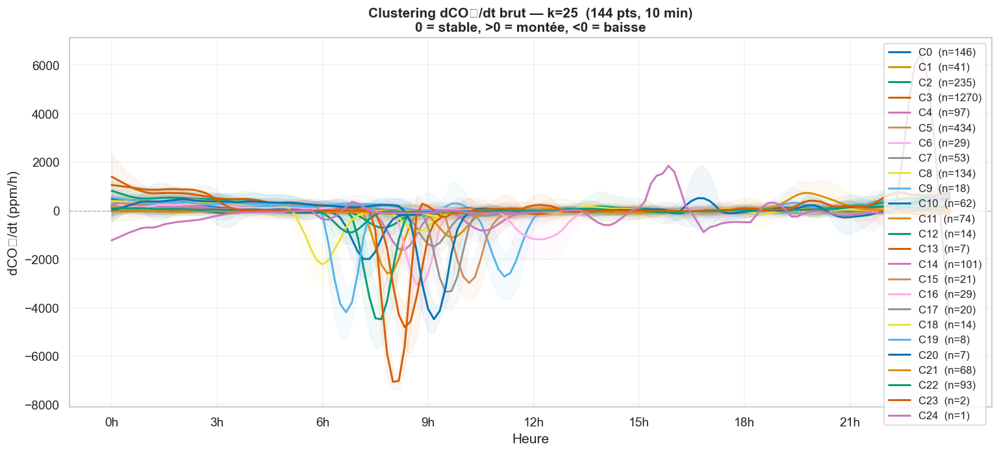 Clustering dCO□/dt brut — k=25  (144 pts, 10 min)
0 = stable, >0 = montée, <0 = baisse
dCO□/dt (ppm/h)
6000
4000
2000
0
−2000
−4000
−6000
−8000
0h 3h 6h 9h 12h 15h 18h 21h
Heure
C0 (n=146)
C1 (n=41)
C2 (n=235)
C3 (n=1270)
C4 (n=97)
C5 (n=434)
C6 (n=29)
C7 (n=53)
C8 (n=134)
C9 (n=18)
C10 (n=62)
C11 (n=74)
C12 (n=14)
C13 (n=7)
C14 (n=101)
C15 (n=21)
C16 (n=29)
C17 (n=20)
C18 (n=14)
C19 (n=8)
C20 (n=7)
C21 (n=68)
C22 (n=93)
C23 (n=2)
C24 (n=1)